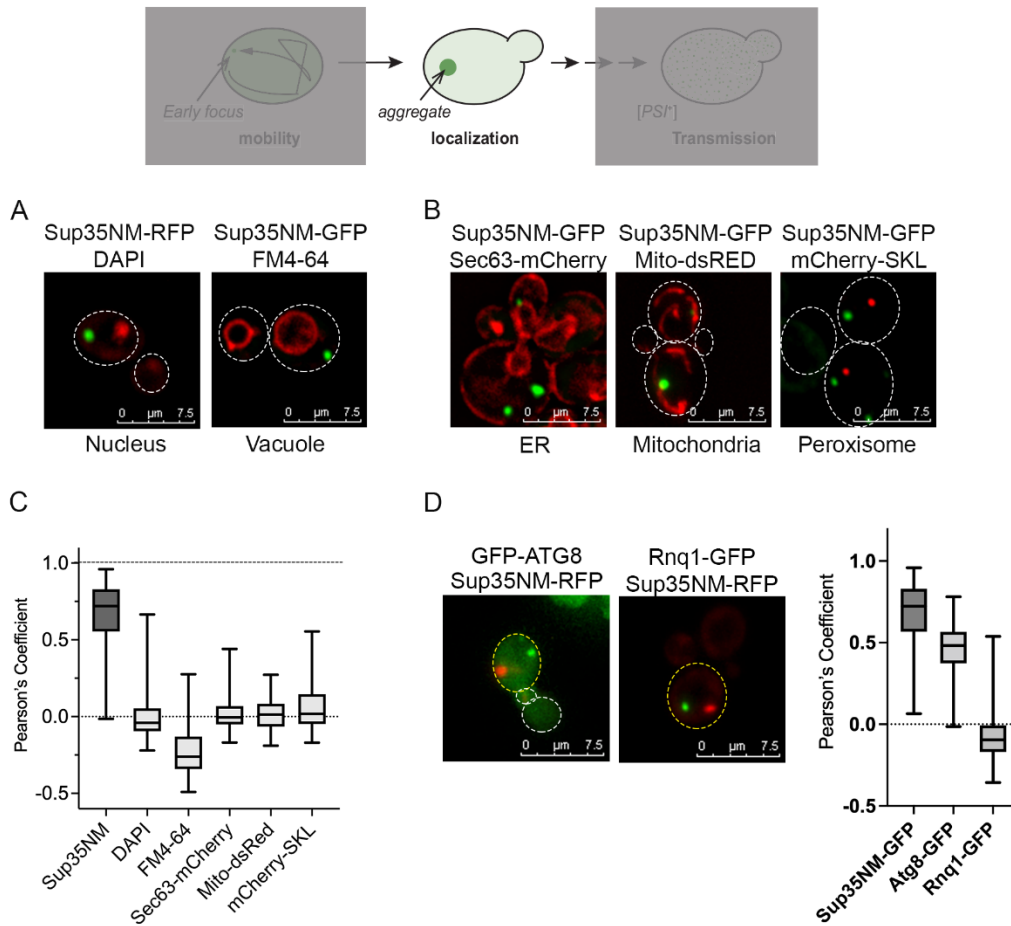 Early focus
mobility
aggregate
localization
[PSI⁺]
Transmission
A
Sup35NM-RFP
DAPI
Sup35NM-GFP
FM4-64
0 µm 7.5
0 µm 7.5
Nucleus
Vacuole
B
Sup35NM-GFP
Sec63-mCherry
Sup35NM-GFP
Mito-dsRED
Sup35NM-GFP
mCherry-SKL
0 µm 7.5
0 µm 7.5
0 µm 7.5
ER
Mitochondria
Peroxisome
C
Pearson's Coefficient
1.0
0.5
0.0
-0.5
Sup35NM
DAPI
FM4-64
Sec63-mCherry
Mito-dsRed
mCherry-SKL
D
GFP-ATG8
Sup35NM-RFP
Rnq1-GFP
Sup35NM-RFP
0 µm 7.5
0 µm 7.5
Pearson's Coefficient
1.0
0.5
0.0
-0.5
Sup35NM-GFP
Atg8-GFP
Rnq1-GFP